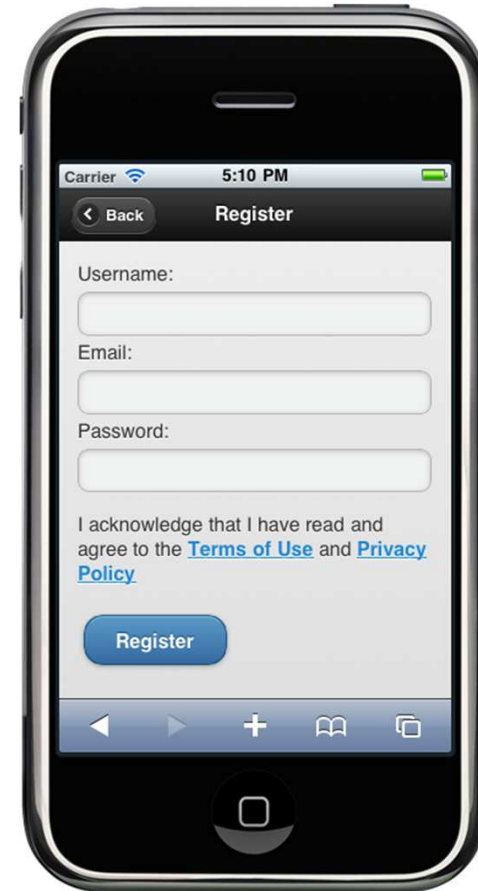 Carrier 5:10 PM
Back Register
Username:
Email:
Password:
I acknowledge that I have read and
agree to the Terms of Use and Privacy
Policy
Register